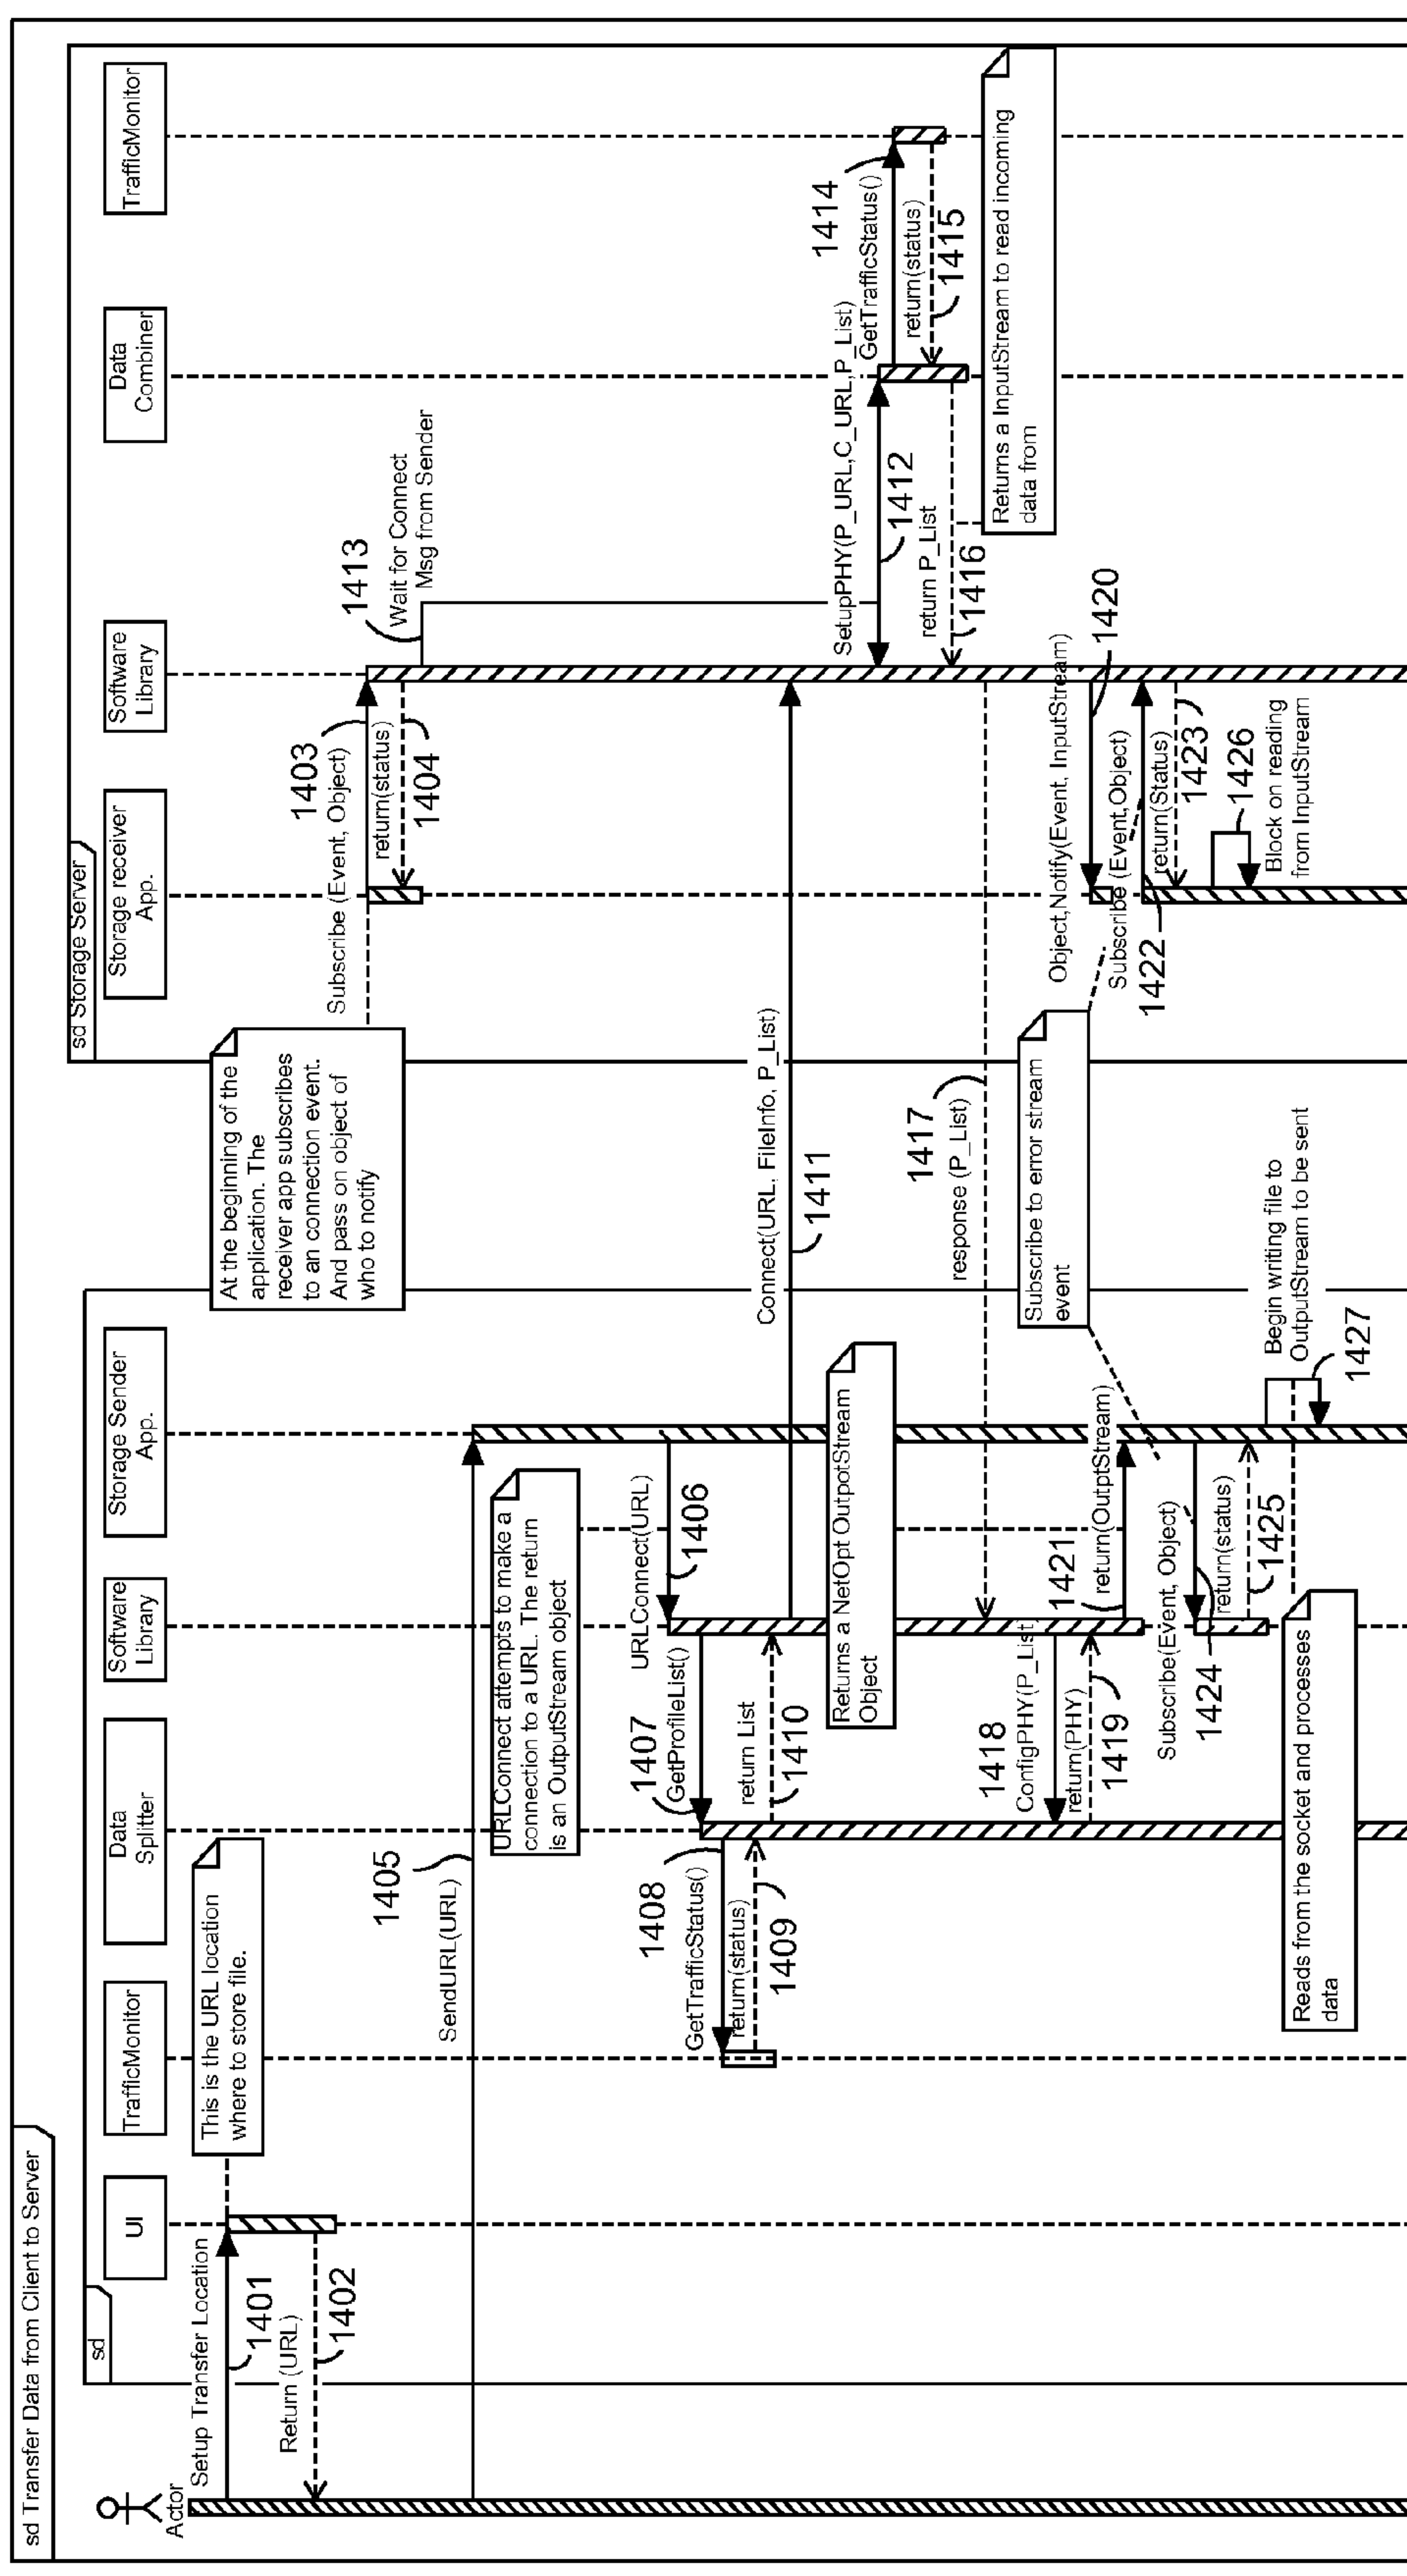 sd Transfer Data from Client to Server
sd
sd Storage Server
Actor
UI
TrafficMonitor
Data
Splitter
Software
Library
Storage Sender
App.
Storage receiver
App.
Software
Library
Data
Combiner
TrafficMonitor
Setup Transfer Location
1401
Return (URL)
1402
This is the URL location
where to store file.
At the beginning of the
application. The
receiver app subscribes
to an connection event.
And pass on object of
who to notify
1403
Subscribe (Event, Object)
return(status)
1404
1413
Wait for Connect
Msg from Sender
1405
SendURL(URL)
URLConnect attempts to make a
connection to a URL. The return
is an OutputStream object
URLConnect(URL)
1406
1407
GetProfileList()
1408
GetTrafficStatus()
return(status)
1409
return List
1410
Connect(URL, FileInfo, P_List)
1411
SetupPHY(P_URL,C_URL,P_List)
1412
1414
GetTrafficStatus()
return(status)
1415
return P_List
1416
Returns a InputStream to read incoming
data from
Returns a NetOpt OutpotStream
Object
1417
response (P_List)
1418
ConfigPHY(P_List
return(PHY)
1419
Object,Notify(Event, InputStream)
1420
1421
return(OutptStream)
Subscribe to error stream
event
Subscribe (Event,Object)
1422
return(Status)
1423
Subscribe(Event, Object)
1424
return(status)
1425
1426
Block on reading
from InputStream
Begin writing file to
OutputStream to be sent
1427
Reads from the socket and processes
data